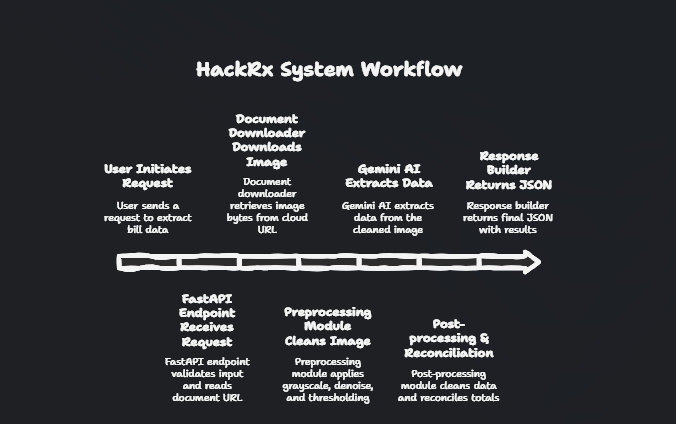 HackRx System Workflow
User Initiates
Request
User sends a
request to extract
bill data
Document
Downloader
Downloads
Image
Document
downloader
retrieves image
bytes from cloud
URL
Gemini AI
Extracts Data
Gemini AI extracts
data from the
cleaned image
Response
Builder
Returns JSON
Response builder
returns final JSON
with results
FastAPI
Endpoint
Receives
Request
FastAPI endpoint
validates input
and reads
document URL
Preprocessing
Module
Cleans Image
Preprocessing
module applies
grayscale, denoise,
and thresholding
Post-
processing &
Reconciliation
Post-processing
module cleans data
and reconciles totals